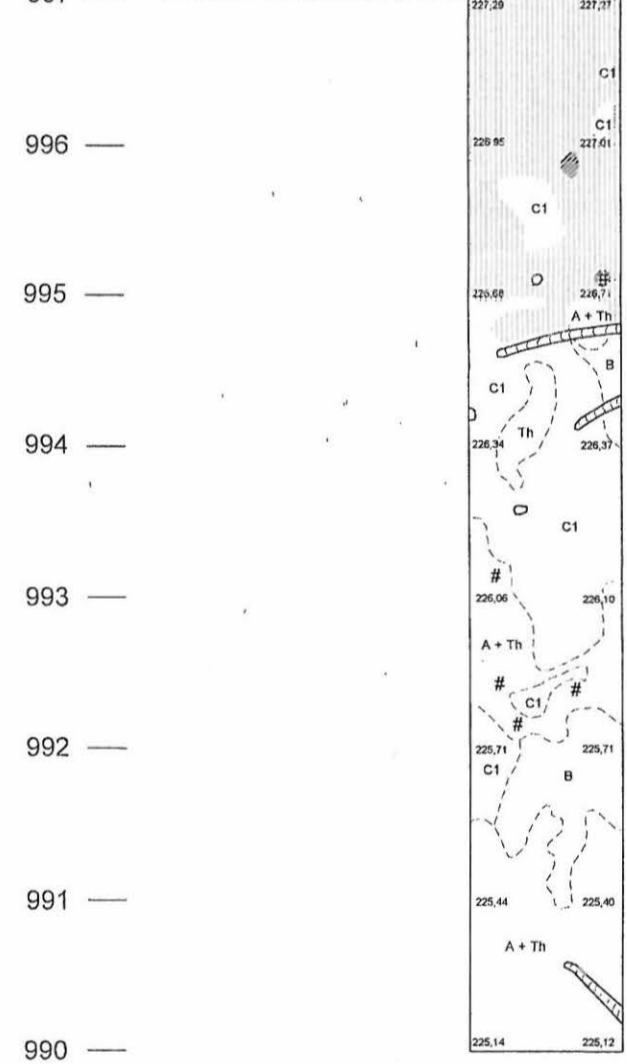 227,27
C1
C1
996 226 95 227.01
C1
#
995 226,71
A + Th
B
C1
Th
994 226,34 226,37
C1
#
993 226,06 226,10
A + Th
# #
C1
#
992 225,71 225,71
C1 B
991 225,44 225,40
A + Th
990 225,14 225,12